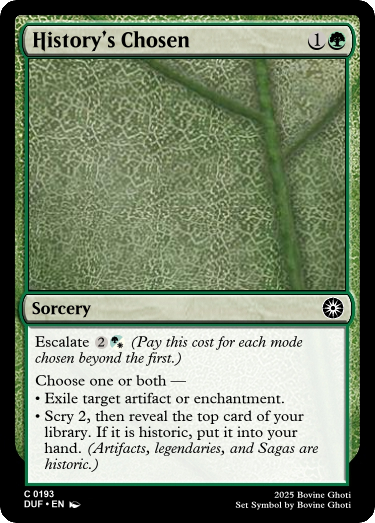 History's Chosen 1
Sorcery
Escalate 2 (Pay this cost for each mode
chosen beyond the first.)
Choose one or both —
• Exile target artifact or enchantment.
• Scry 2, then reveal the top card of your
library. If it is historic, put it into your
hand. (Artifacts, legendaries, and Sagas are
historic.)
C 0193
DUF • EN
2025 Bovine Ghoti
Set Symbol by Bovine Ghoti